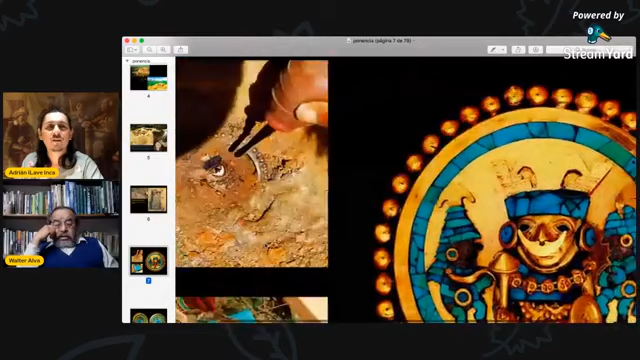 Powered by
StreamYard
ponencia (página 7 de 79)
ponencia
4
5
6
7
Adrián ILave Inca
Walter Alva